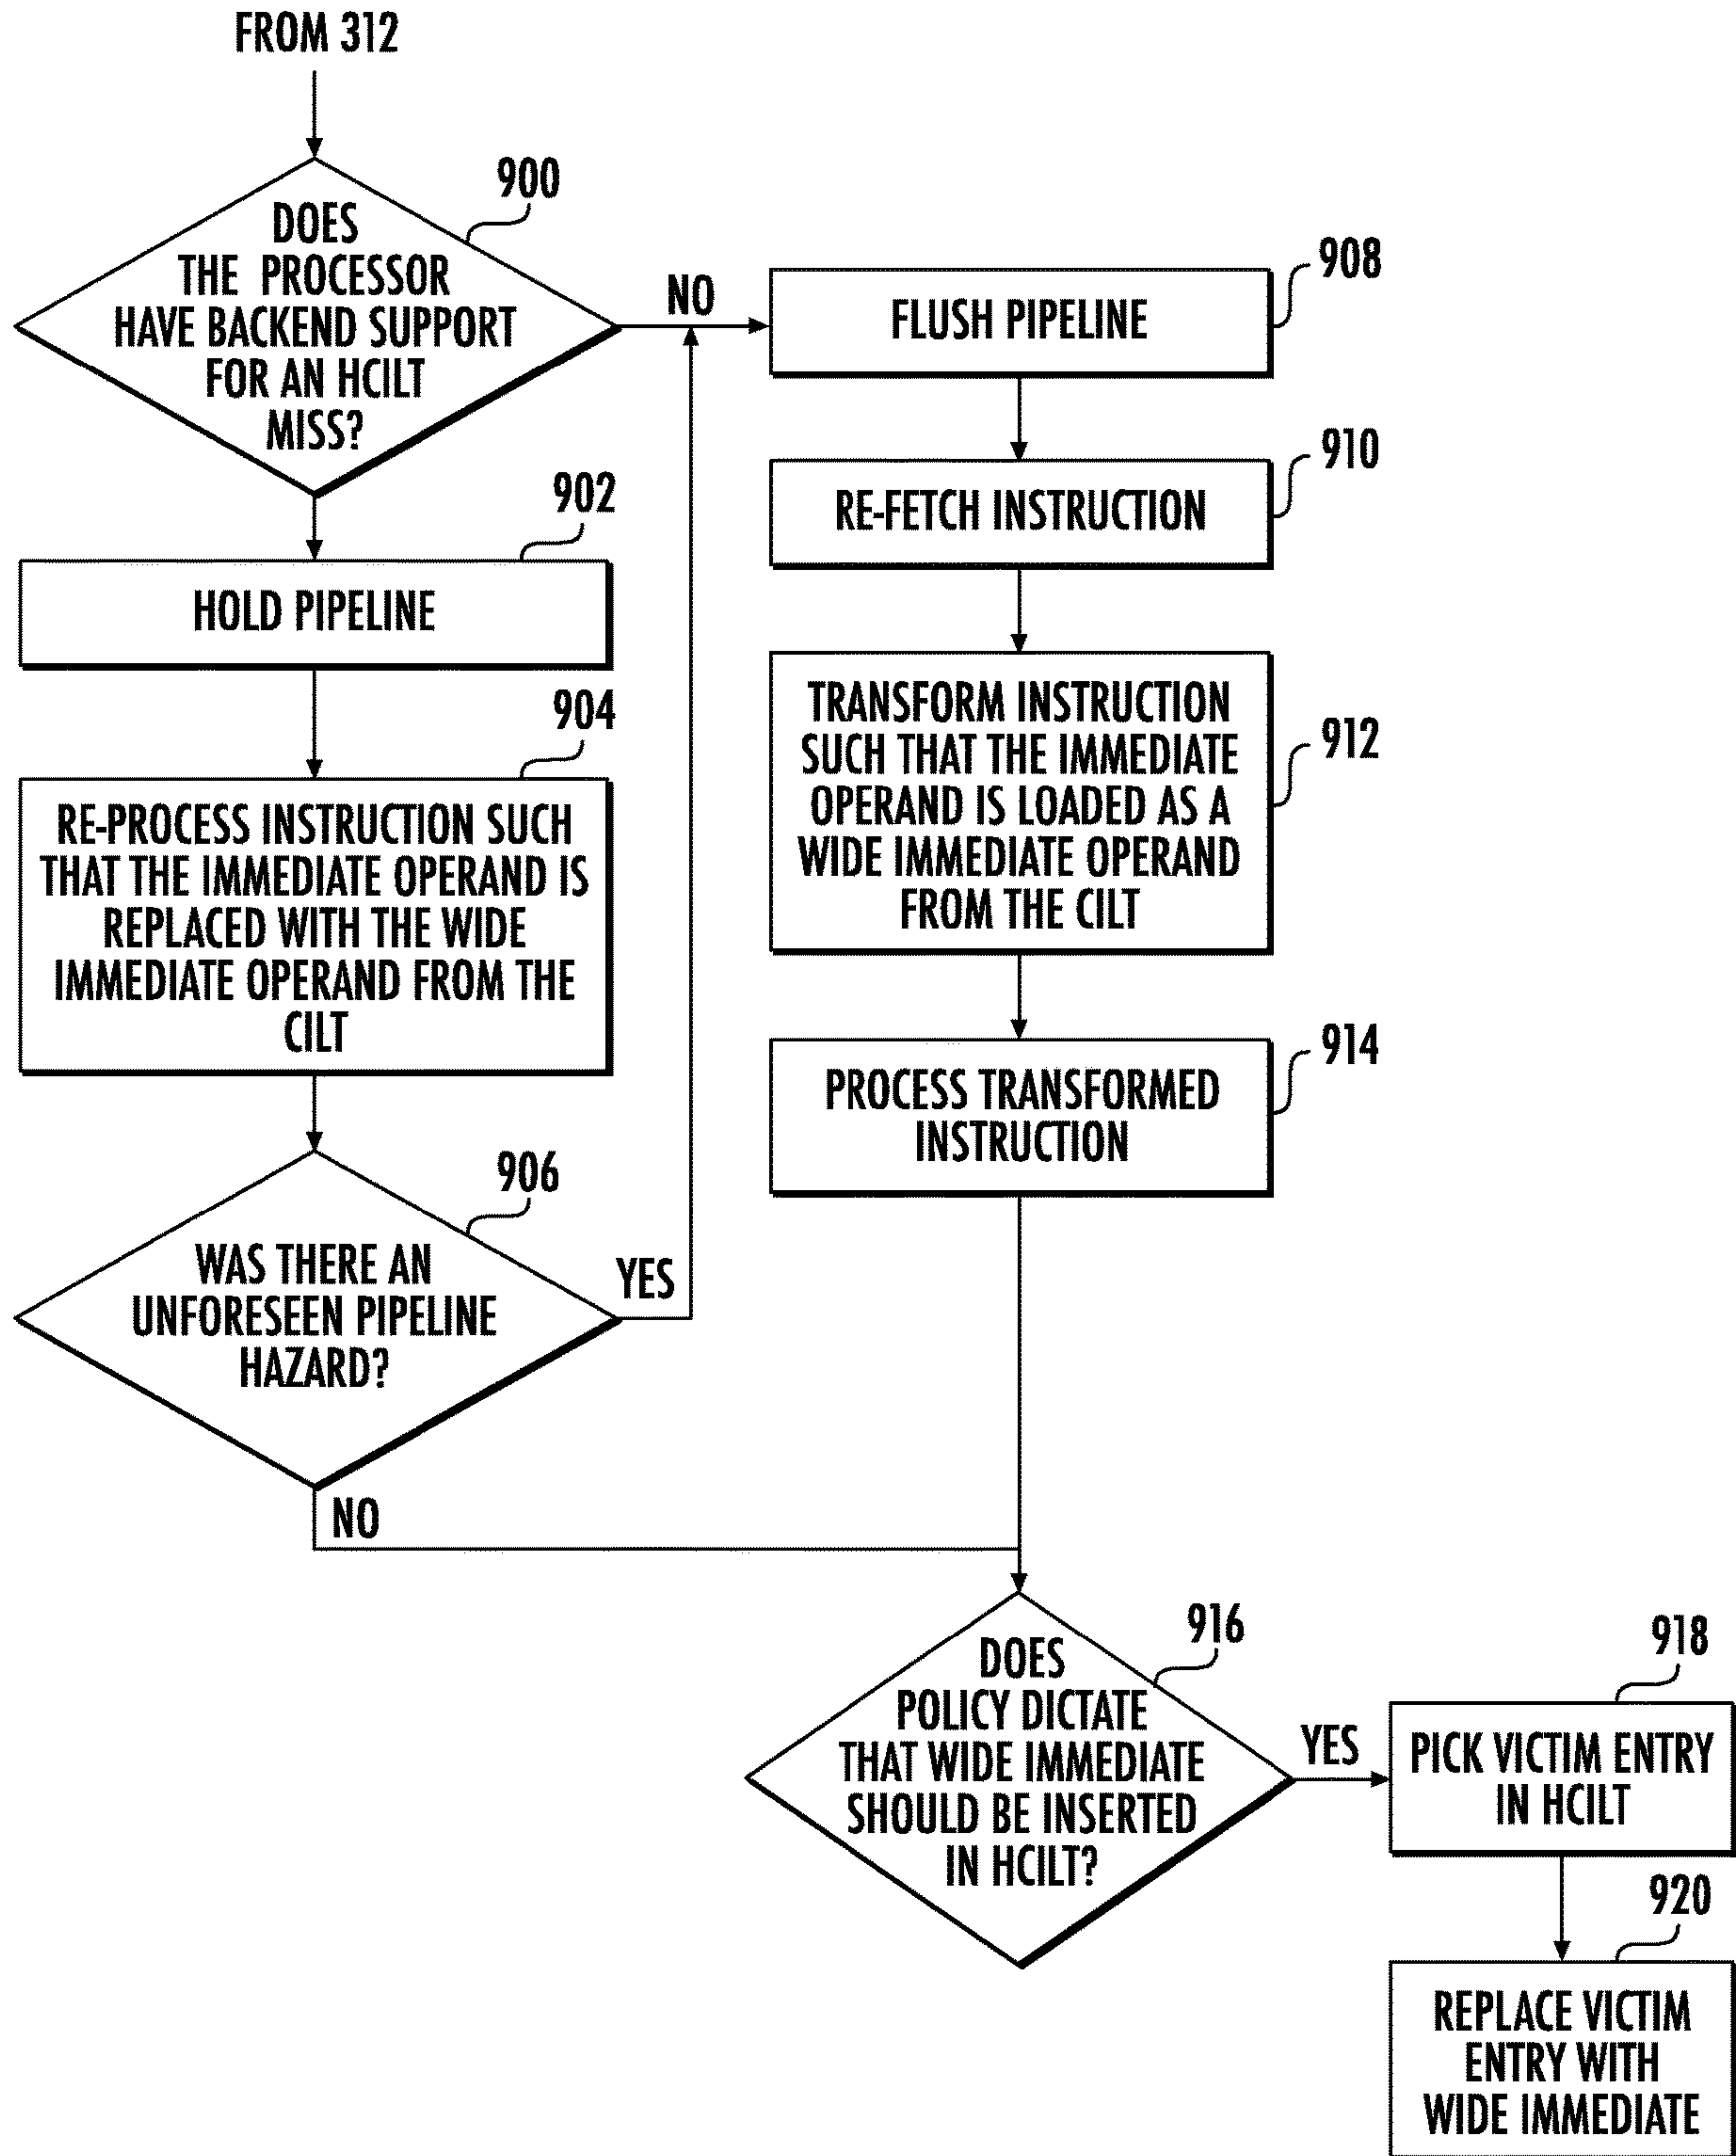 FROM 312
900
DOES
THE PROCESSOR
HAVE BACKEND SUPPORT
FOR AN HCILT
MISS?
NO
902
HOLD PIPELINE
904
RE-PROCESS INSTRUCTION SUCH
THAT THE IMMEDIATE OPERAND IS
REPLACED WITH THE WIDE
IMMEDIATE OPERAND FROM THE
CILT
906
WAS THERE AN
UNFORESEEN PIPELINE
HAZARD?
YES
NO
908
FLUSH PIPELINE
910
RE-FETCH INSTRUCTION
912
TRANSFORM INSTRUCTION
SUCH THAT THE IMMEDIATE
OPERAND IS LOADED AS A
WIDE IMMEDIATE OPERAND
FROM THE CILT
914
PROCESS TRANSFORMED
INSTRUCTION
916
DOES
POLICY DICTATE
THAT WIDE IMMEDIATE
SHOULD BE INSERTED
IN HCILT?
YES
918
PICK VICTIM ENTRY
IN HCILT
920
REPLACE VICTIM
ENTRY WITH
WIDE IMMEDIATE